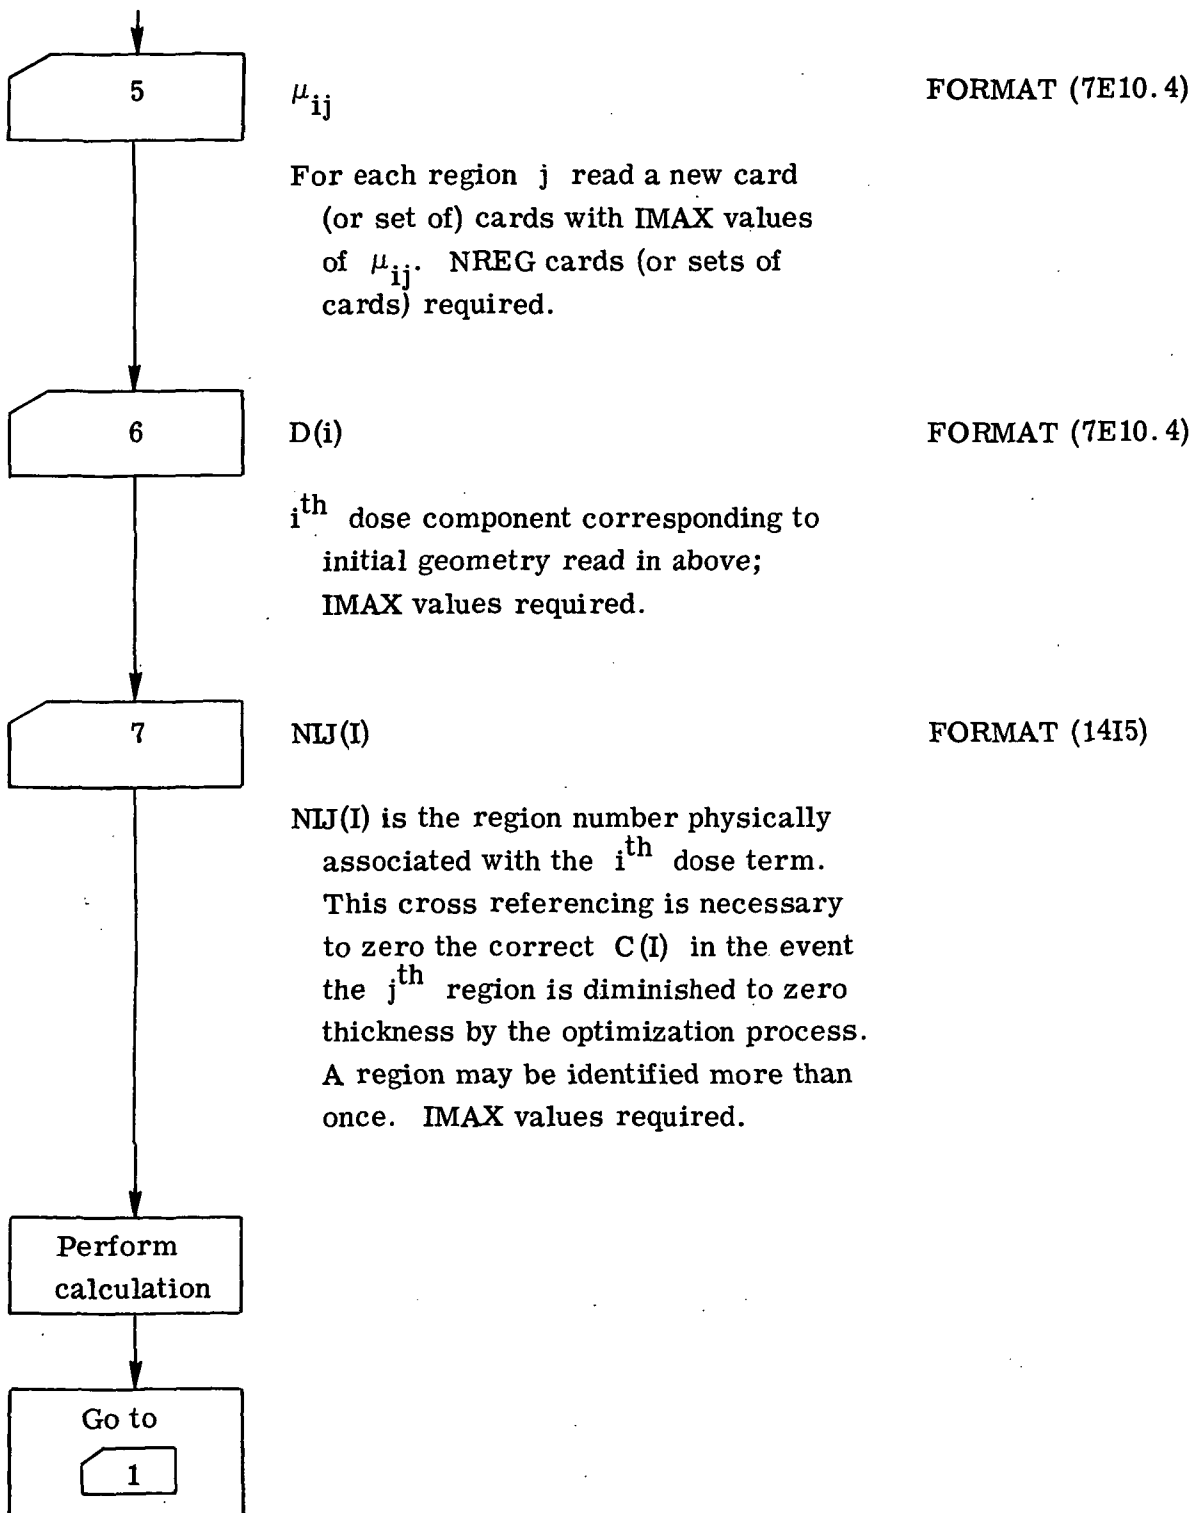 5 μij FORMAT (7E10.4)
For each region j read a new card
(or set of) cards with IMAX values
of μij. NREG cards (or sets of
cards) required.
6 D(i) FORMAT (7E10.4)
ith dose component corresponding to
initial geometry read in above;
IMAX values required.
7 NIJ(I) FORMAT (14I5)
NIJ(I) is the region number physically
associated with the ith dose term.
This cross referencing is necessary
to zero the correct C(I) in the event
the jth region is diminished to zero
thickness by the optimization process.
A region may be identified more than
once. IMAX values required.
Perform
calculation
Go to
1